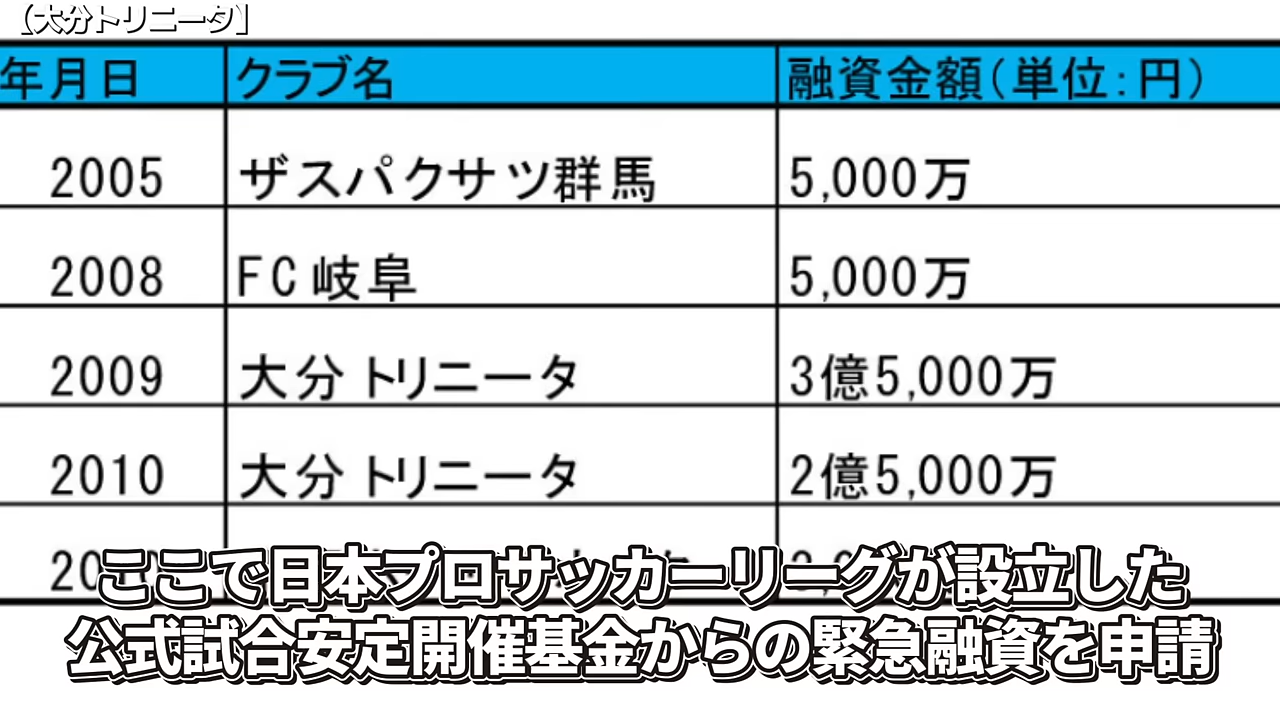 【大分トリニータ】
年月日 クラブ名 融資金額(単位:円)
2005 ザスパクサツ群馬 5,000万
2008 FC岐阜 5,000万
2009 大分トリニータ 3億5,000万
2010 大分トリニータ 2億5,000万
ここで日本プロサッカーリーグが設立した
公式試合安定開催基金からの緊急融資を申請